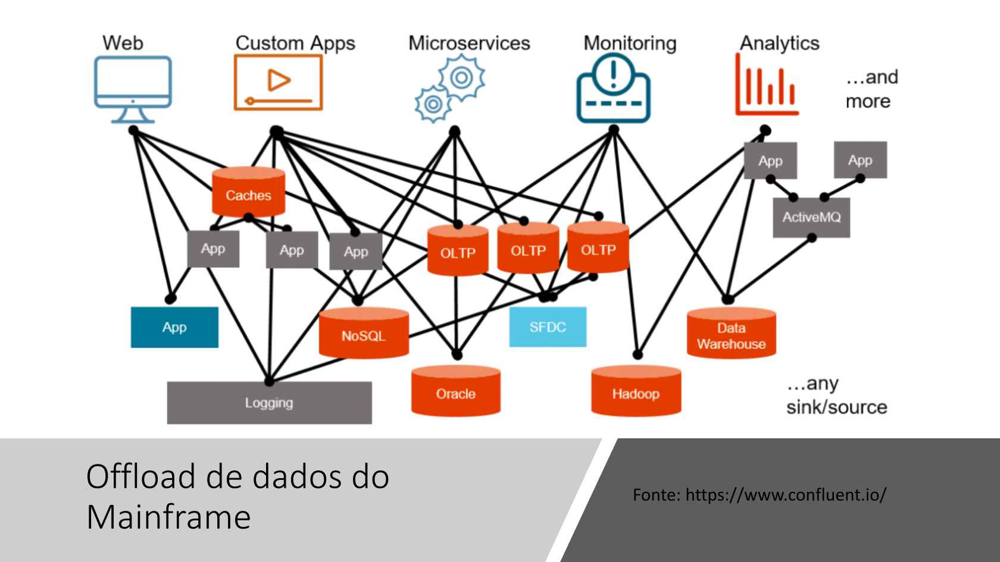 Web
Custom Apps
Microservices
Monitoring
Analytics
...and
more
Caches
App
App
App
OLTP
OLTP
OLTP
App
App
ActiveMQ
App
NoSQL
SFDC
Data
Warehouse
Logging
Oracle
Hadoop
...any
sink/source
Offload de dados do
Mainframe
Fonte: https://www.confluent.io/